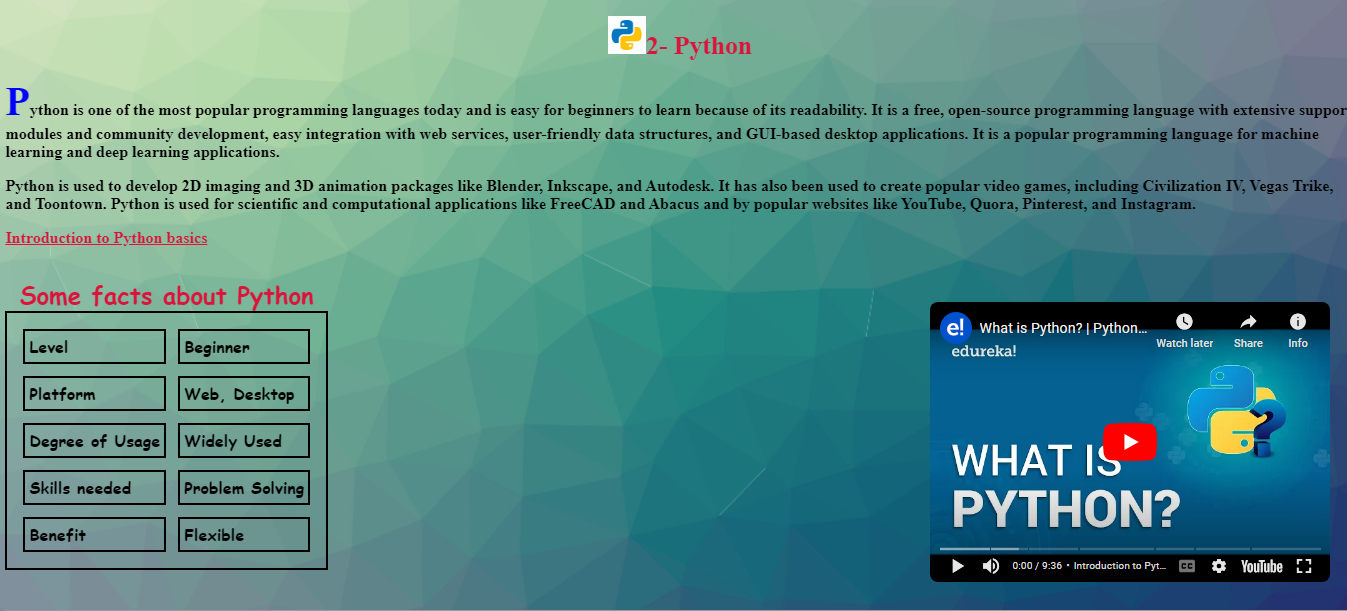 2- Python
Python is one of the most popular programming languages today and is easy for beginners to learn because of its readability. It is a free, open-source programming language with extensive suppor
modules and community development, easy integration with web services, user-friendly data structures, and GUI-based desktop applications. It is a popular programming language for machine
learning and deep learning applications.
Python is used to develop 2D imaging and 3D animation packages like Blender, Inkscape, and Autodesk. It has also been used to create popular video games, including Civilization IV, Vegas Trike,
and Toontown. Python is used for scientific and computational applications like FreeCAD and Abacus and by popular websites like YouTube, Quora, Pinterest, and Instagram.
Introduction to Python basics
Some facts about Python
Level Beginner
Platform Web, Desktop
Degree of Usage Widely Used
Skills needed Problem Solving
Benefit Flexible
e! What is Python? | Python...
Watch later Share Info
edureka!
WHAT IS
PYTHON?
0:00 / 9:36 • Introduction to Pyt... CC YouTube